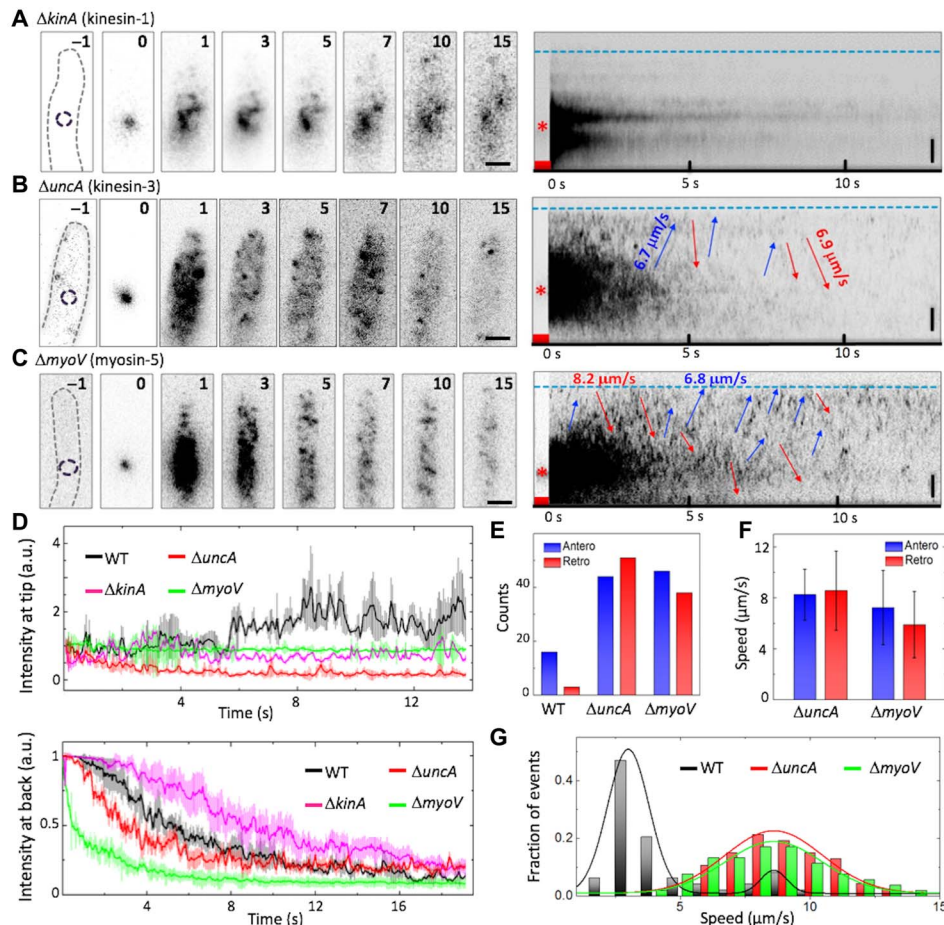 A ΔkinA (kinesin-1)
–1 0 1 3 5 7 10 15
*
0 s 5 s 10 s
B ΔuncA (kinesin-3)
–1 0 1 3 5 7 10 15
6.7 μm/s 6.9 μm/s
*
0 s 5 s 10 s
C ΔmyoV (myosin-5)
–1 0 1 3 5 7 10 15
8.2 μm/s 6.8 μm/s
*
0 s 5 s 10 s
D
Intensity at tip (a.u.)
4
2
0
WT ΔuncA
ΔkinA ΔmyoV
4 8 12
Time (s)
Intensity at back (a.u.)
1
0.5
0
WT ΔuncA
ΔkinA ΔmyoV
4 8 12 16
Time (s)
E
Antero
Retro
Counts
40
20
0
WT ΔuncA ΔmyoV
F
Antero
Retro
Speed (μm/s)
12
8
4
0
ΔuncA ΔmyoV
G
WT ΔuncA ΔmyoV
Fraction of events
0.4
0.2
0.0
5 10 15
Speed (μm/s)